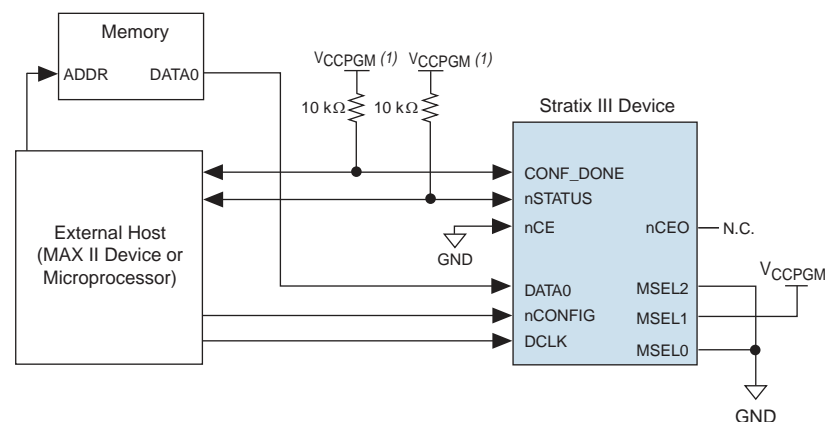 Memory
ADDR DATA0
VCCPGM (1) VCCPGM (1)
10 kΩ 10 kΩ
Stratix III Device
External Host
(MAX II Device or
Microprocessor)
CONF_DONE
nSTATUS
nCE
GND
nCEO N.C.
VCCPGM
DATA0 MSEL2
nCONFIG MSEL1
DCLK MSEL0
GND